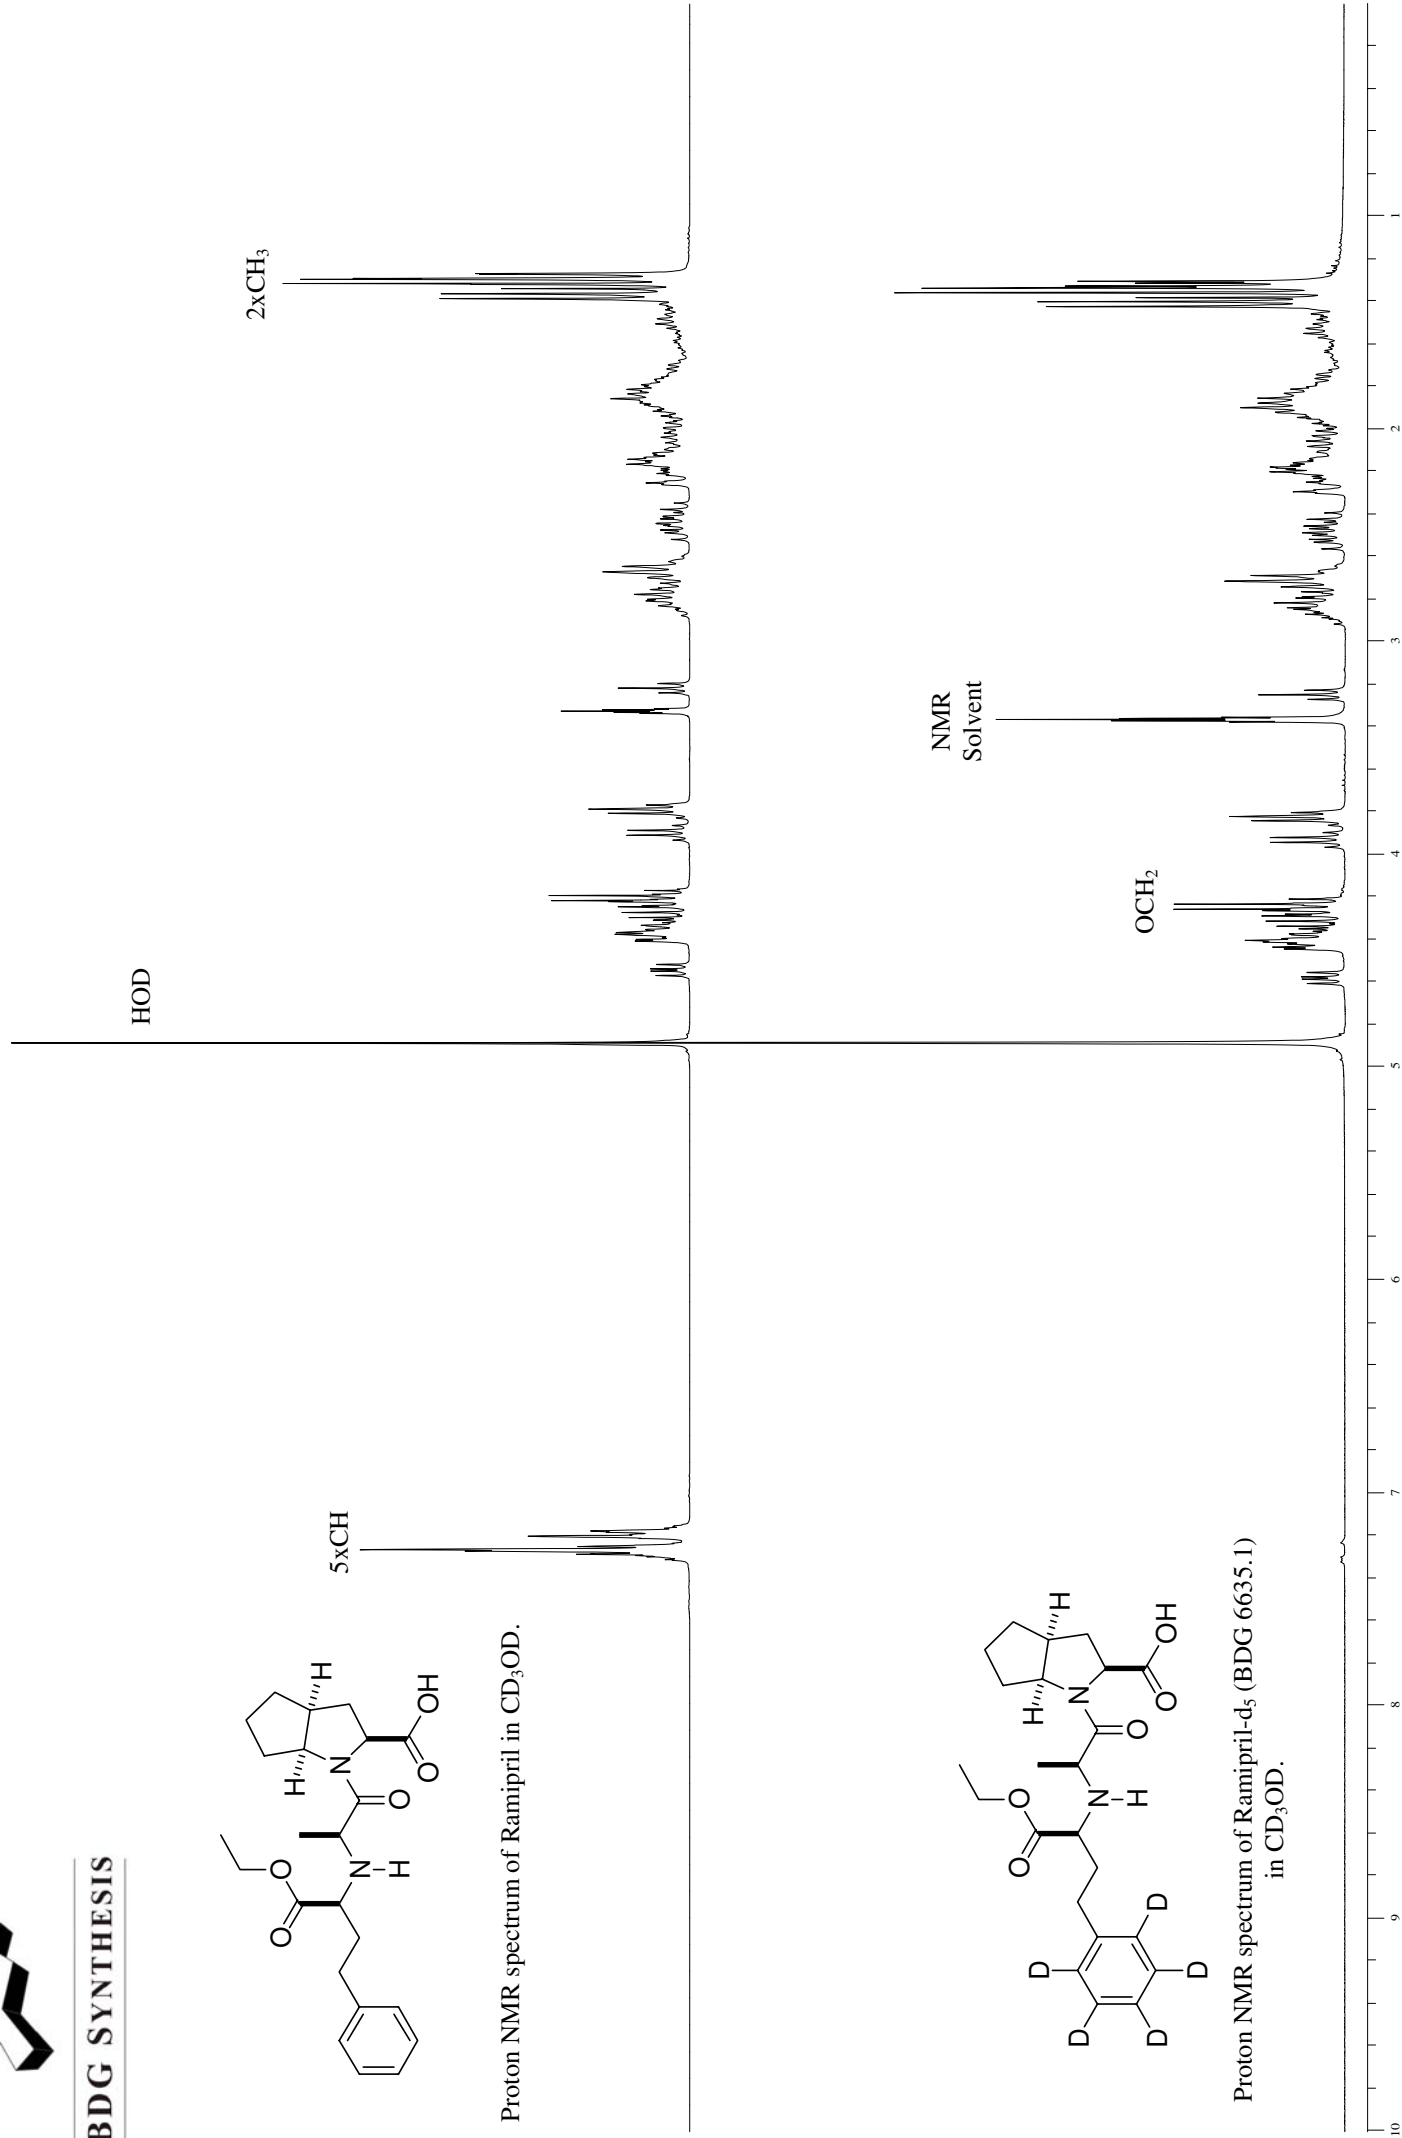 BDG SYNTHESIS
HOD
2xCH3
5xCH
O
O
N
H
O
N
H
H
O
OH
Proton NMR spectrum of Ramipril in CD3OD.
NMR
Solvent
OCH2
D
D
D
D
D
O
O
N
H
O
N
H
H
O
OH
Proton NMR spectrum of Ramipril-d5 (BDG 6635.1)
in CD3OD.
10 9 8 7 6 5 4 3 2 1